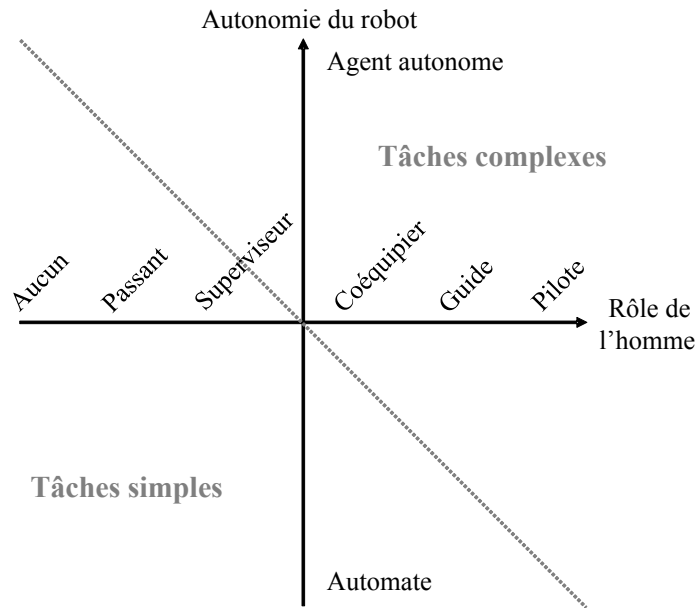 Autonomie du robot
Agent autonome
Tâches complexes
Aucun
Passant
Superviseur
Coéquipier
Guide
Pilote
Rôle de
l’homme
Tâches simples
Automate